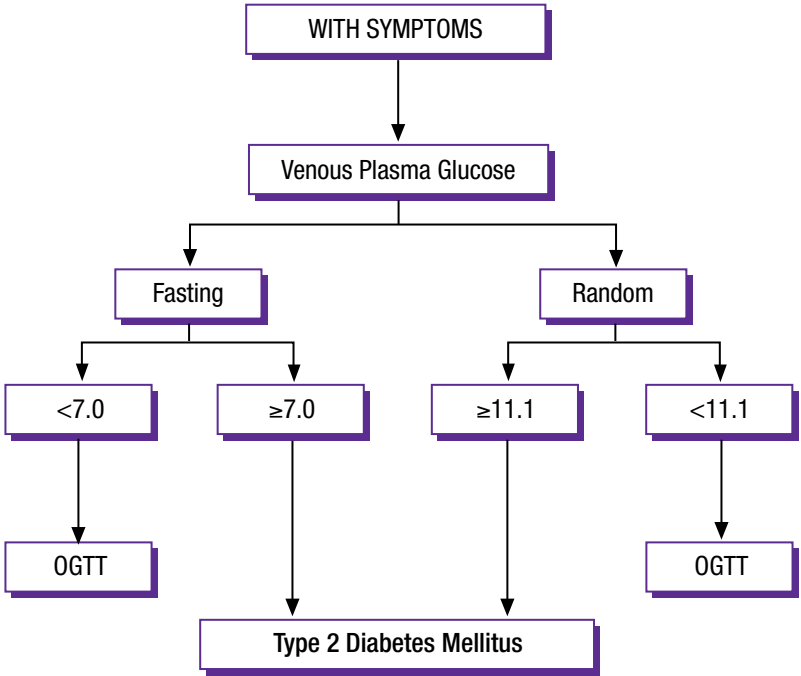 WITH SYMPTOMS
Venous Plasma Glucose
Fasting
Random
<7.0
≥7.0
≥11.1
<11.1
OGTT
OGTT
Type 2 Diabetes Mellitus